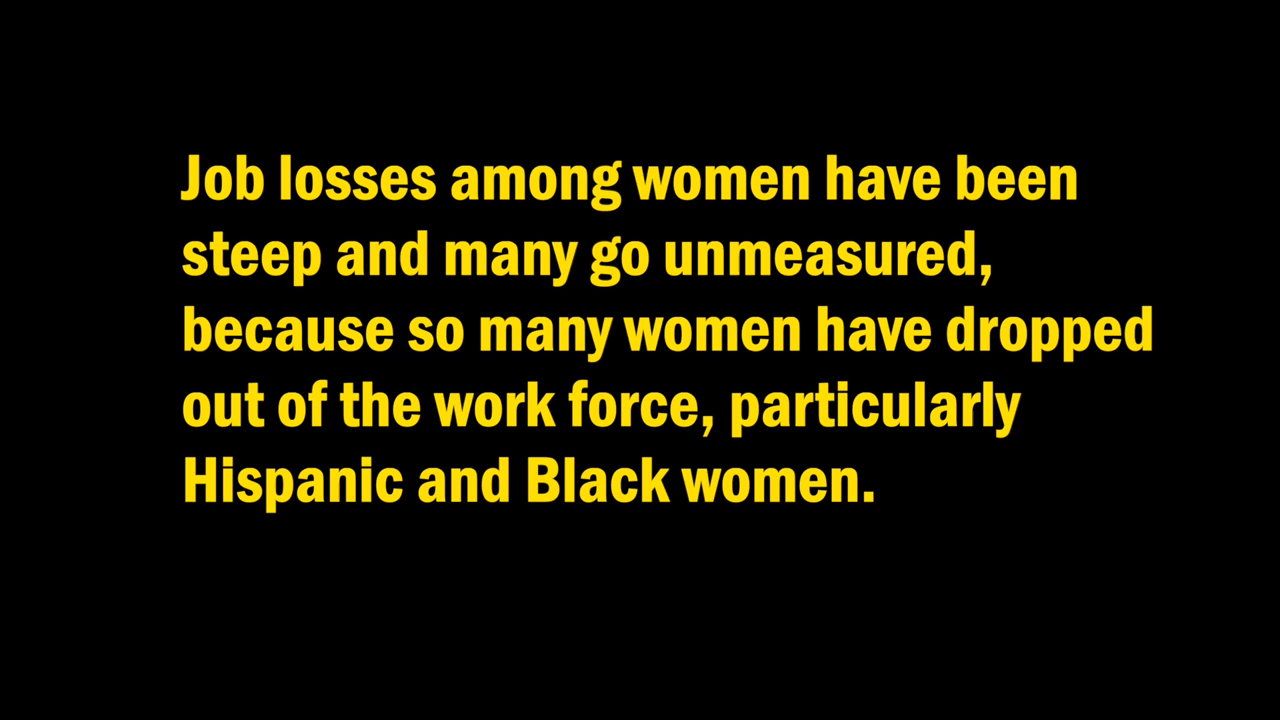 Job losses among women have been
steep and many go unmeasured,
because so many women have dropped
out of the work force, particularly
Hispanic and Black women.